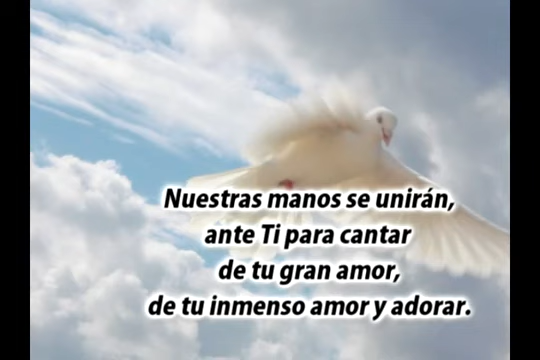 Nuestras manos se unirán,
ante Ti para cantar
de tu gran amor,
de tu inmenso amor y adorar.